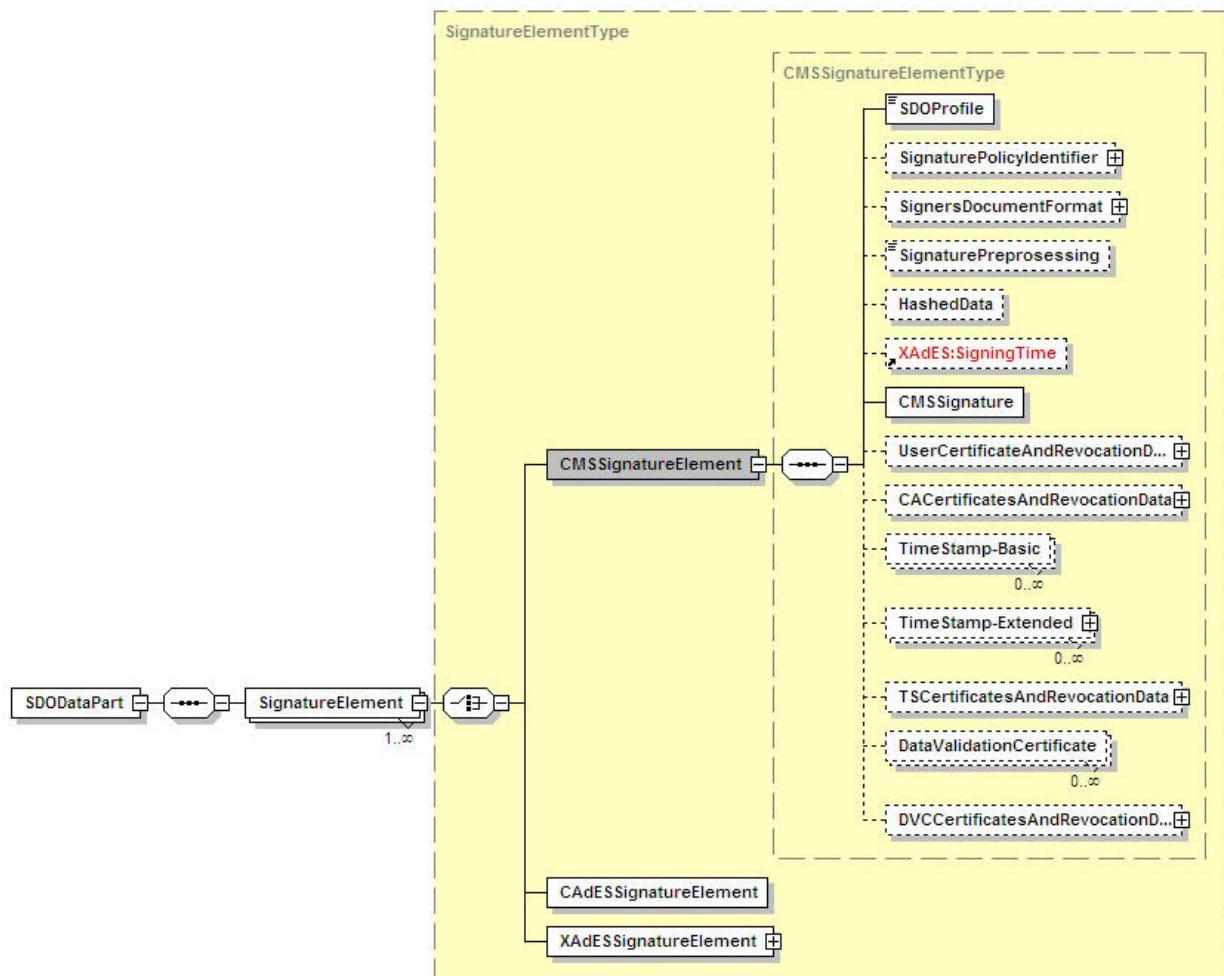 SignatureElementType
CMSSignatureElementType
SDOProfile
SignaturePolicyIdentifier
SignersDocumentFormat
SignaturePreprosessing
HashedData
XAdES:SigningTime
CMSSignature
CMSSignatureElement
UserCertificateAndRevocationD...
CACertificatesAndRevocationData
TimeStamp-Basic
0..∞
TimeStamp-Extended
0..∞
SDODataPart
SignatureElement
1..∞
TSCertificatesAndRevocationData
DataValidationCertificate
0..∞
DVCCertificatesAndRevocationD...
CAdESSignatureElement
XAdESSignatureElement